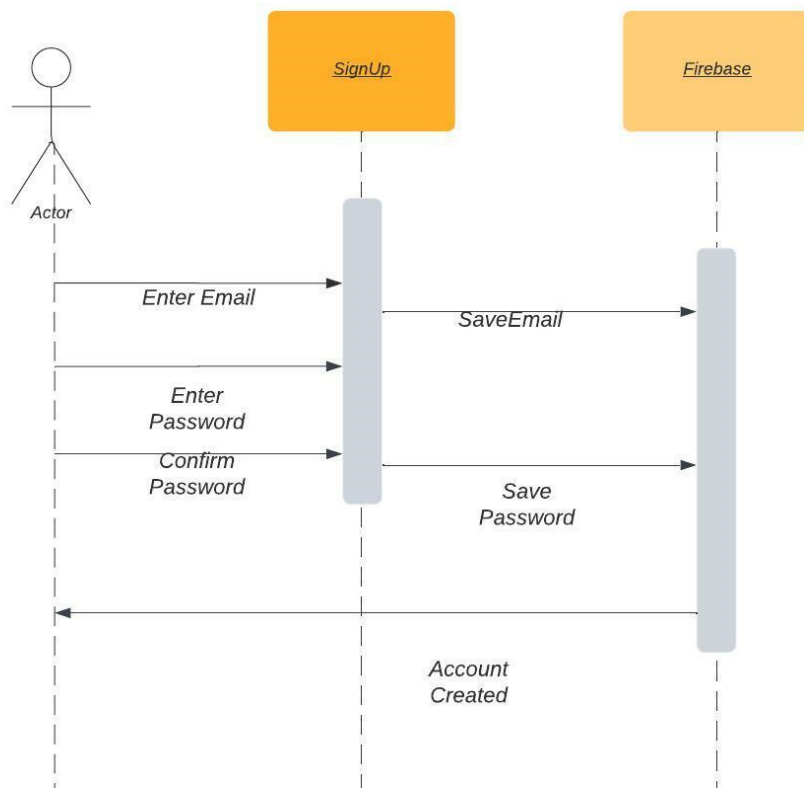 SignUp
Firebase
Actor
Enter Email
SaveEmail
Enter
Password
Confirm
Password
Save
Password
Account
Created